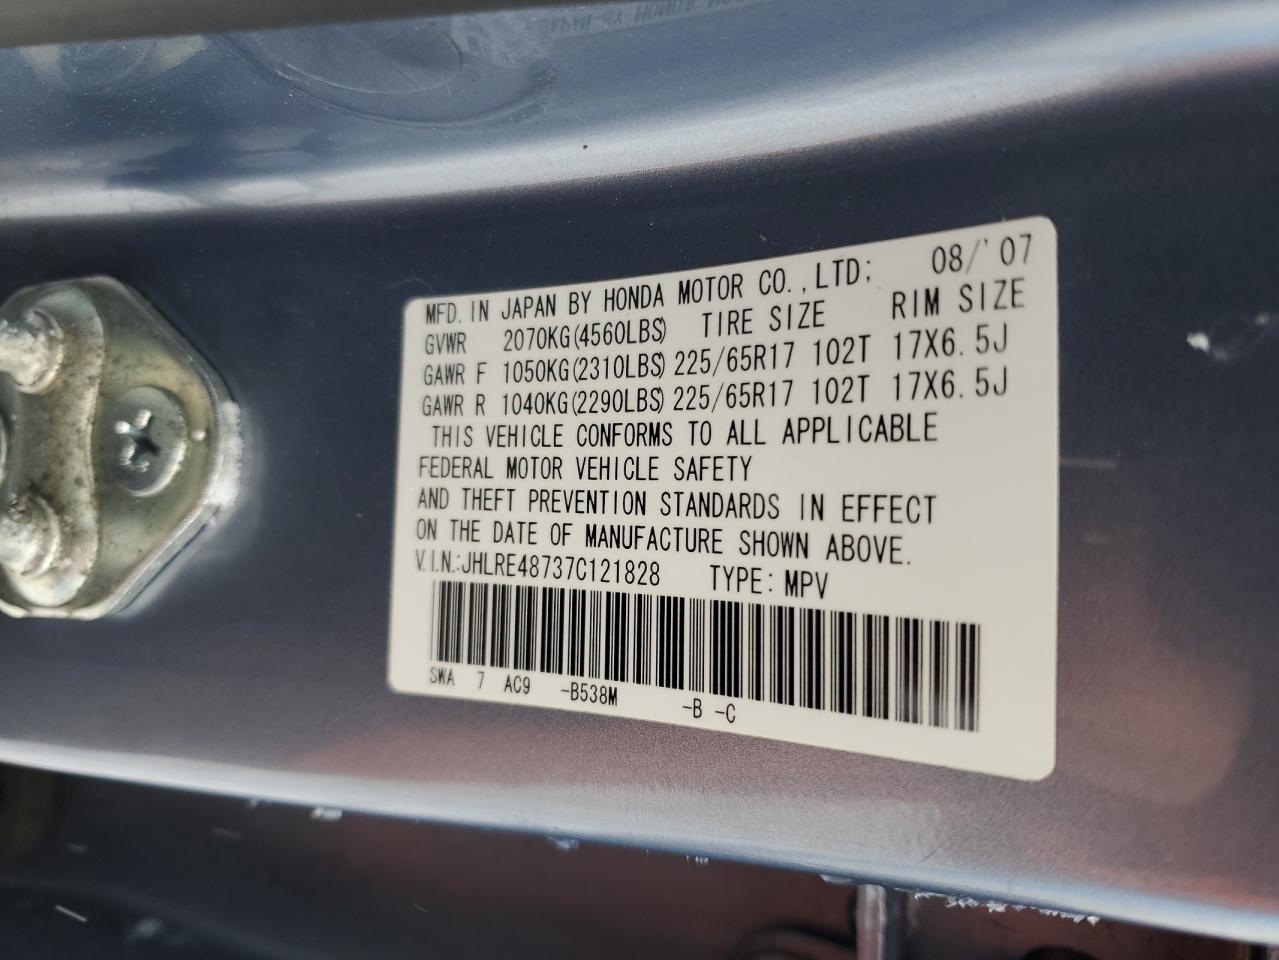 MFD. IN JAPAN BY HONDA MOTOR CO.,LTD; 08/'07
GVWR 2070KG(4560LBS) TIRE SIZE RIM SIZE
GAWR F 1050KG(2310LBS) 225/65R17 102T 17X6.5J
GAWR R 1040KG(2290LBS) 225/65R17 102T 17X6.5J
THIS VEHICLE CONFORMS TO ALL APPLICABLE
FEDERAL MOTOR VEHICLE SAFETY
AND THEFT PREVENTION STANDARDS IN EFFECT
ON THE DATE OF MANUFACTURE SHOWN ABOVE.
V.I.N.:JHLRE48737C121828 TYPE: MPV
SWA 7 AC9 -B538M -B -C